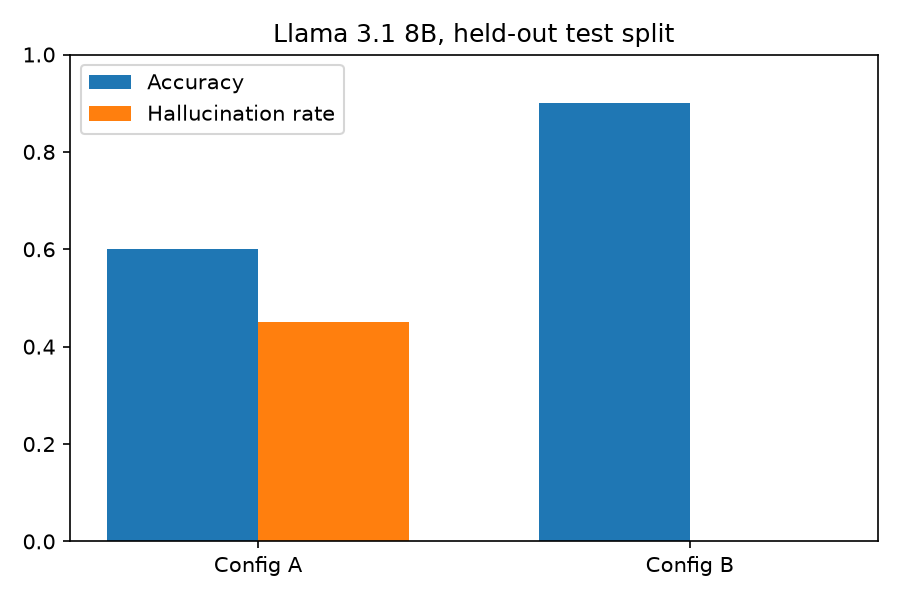 Llama 3.1 8B, held-out test split
1.0
Accuracy
Hallucination rate
0.8
0.6
0.4
0.2
0.0
Config A
Config B